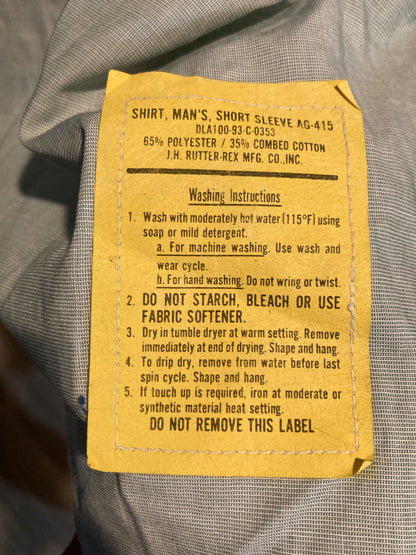 SHIRT, MAN'S, SHORT SLEEVE AG-415
DLA100-93-C-0353
65% POLYESTER / 35% COMBED COTTON
J.H. RUTTER-REX MFG. CO., INC.
Washing Instructions
1. Wash with moderately hot water (115°F) using
soap or mild detergent.
a. For machine washing. Use wash and
wear cycle.
b. For hand washing. Do not wring or twist.
2. DO NOT STARCH, BLEACH OR USE
FABRIC SOFTENER.
3. Dry in tumble dryer at warm setting. Remove
immediately at end of drying. Shape and hang.
4. To drip dry, remove from water before last
spin cycle. Shape and hang.
5. If touch up is required, iron at moderate or
synthetic material heat setting.
DO NOT REMOVE THIS LABEL